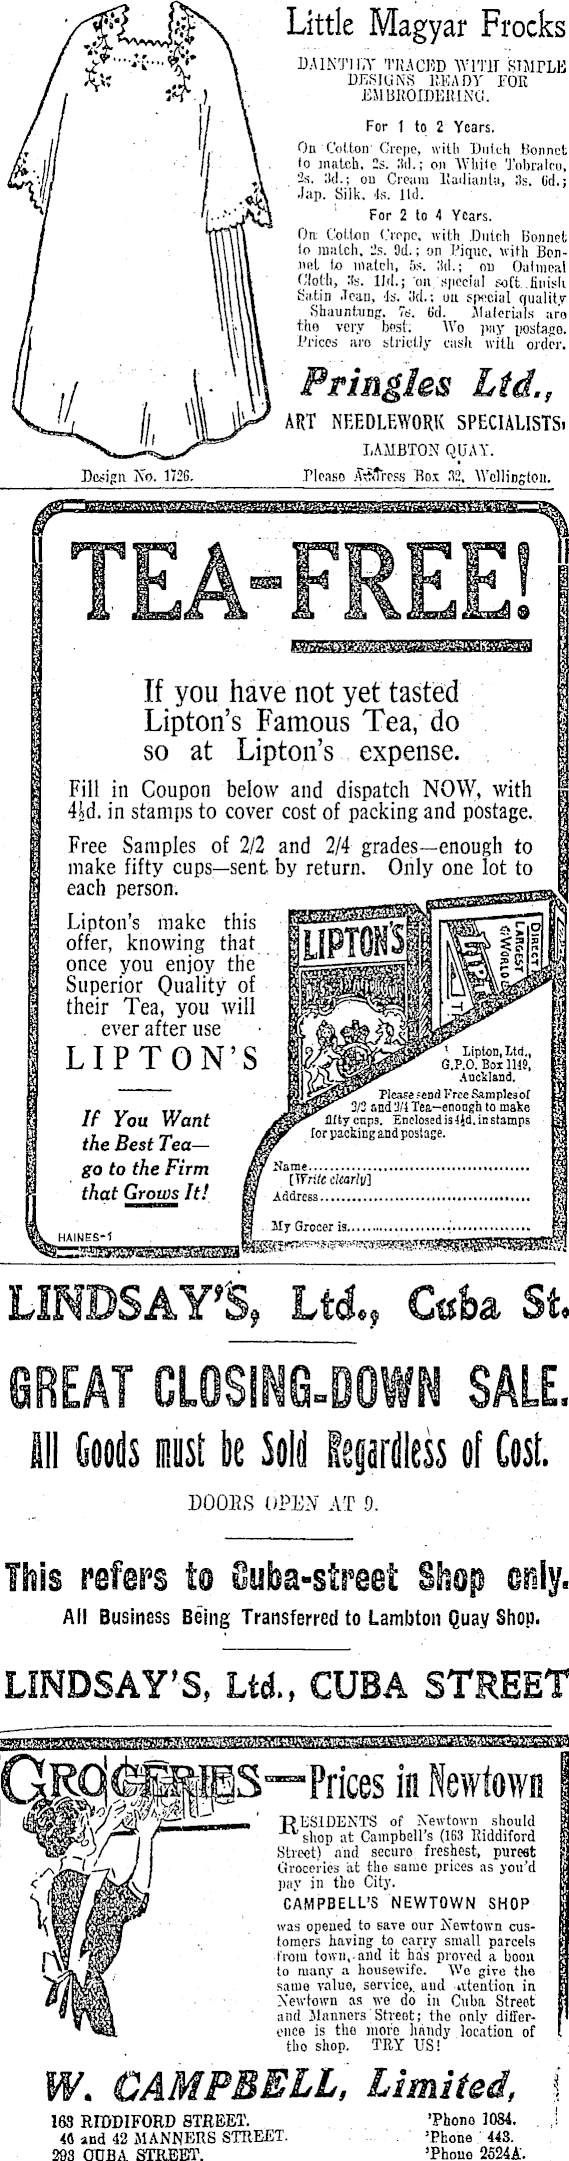 Little Magyar Frocks
DAINTILY TRACED WITH SIMPLE
DESIGNS READY FOR
EMBROIDERING.
For 1 to 2 Years.
On Cotton Crepe, with Dutch Bonnet
to match, 2s. 3d.; on White Tobralco,
2s. 3d.; on Cream Radianta, 3s. 6d.;
Jap. Silk, 4s. 11d.
For 2 to 4 Years.
On Cotton Crepe, with Dutch Bonnet
to match, 2s. 9d.; on Pique, with Bon-
net to match, 5s. 3d.; on Oatmeal
Cloth, 3s. 11d.; on special soft finish
Satin Jean, 4s. 3d.; on special quality
Shauntung, 7s. 6d. Materials are
the very best. We pay postage.
Prices are strictly cash with order.
Pringles Ltd.,
ART NEEDLEWORK SPECIALISTS,
LAMBTON QUAY.
Design No. 1726.
Please Address Box 32, Wellington.
TEA-FREE!
If you have not yet tasted
Lipton's Famous Tea, do
so at Lipton's expense.
Fill in Coupon below and dispatch NOW, with
4½d. in stamps to cover cost of packing and postage.
Free Samples of 2/2 and 2/4 grades—enough to
make fifty cups—sent by return. Only one lot to
each person.
Lipton's make this
offer, knowing that
once you enjoy the
Superior Quality of
their Tea, you will
ever after use
LIPTON'S
If You Want
the Best Tea—
go to the Firm
that Grows It!
HAINES-1
LIPTON'S
DIRECT
LARGEST
WORLD
LIPT
Lipton, Ltd.,
G.P.O. Box 1149,
Auckland.
Please send Free Samples of
2/2 and 2/4 Tea—enough to make
fifty cups. Enclosed is 4½d. in stamps
for packing and postage.
Name......................................
[Write clearly]
Address....................................
My Grocer is................................
LINDSAY'S, Ltd., Cuba St.
GREAT CLOSING-DOWN SALE.
All Goods must be Sold Regardless of Cost.
DOORS OPEN AT 9.
This refers to Cuba-street Shop only.
All Business Being Transferred to Lambton Quay Shop.
LINDSAY'S, Ltd., CUBA STREET
GROCERIES—Prices in Newtown
RESIDENTS of Newtown should
shop at Campbell's (163 Riddiford
Street) and secure freshest, purest
Groceries at the same prices as you'd
pay in the City.
CAMPBELL'S NEWTOWN SHOP
was opened to save our Newtown cus-
tomers having to carry small parcels
from town, and it has proved a boon
to many a housewife. We give the
same value, service, and attention in
Newtown as we do in Cuba Street
and Manners Street; the only differ-
ence is the more handy location of
the shop. TRY US!
W. CAMPBELL, Limited,
163 RIDDIFORD STREET. 'Phone 1084.
40 and 42 MANNERS STREET. 'Phone 443.
293 CUBA STREET. 'Phone 2524A.